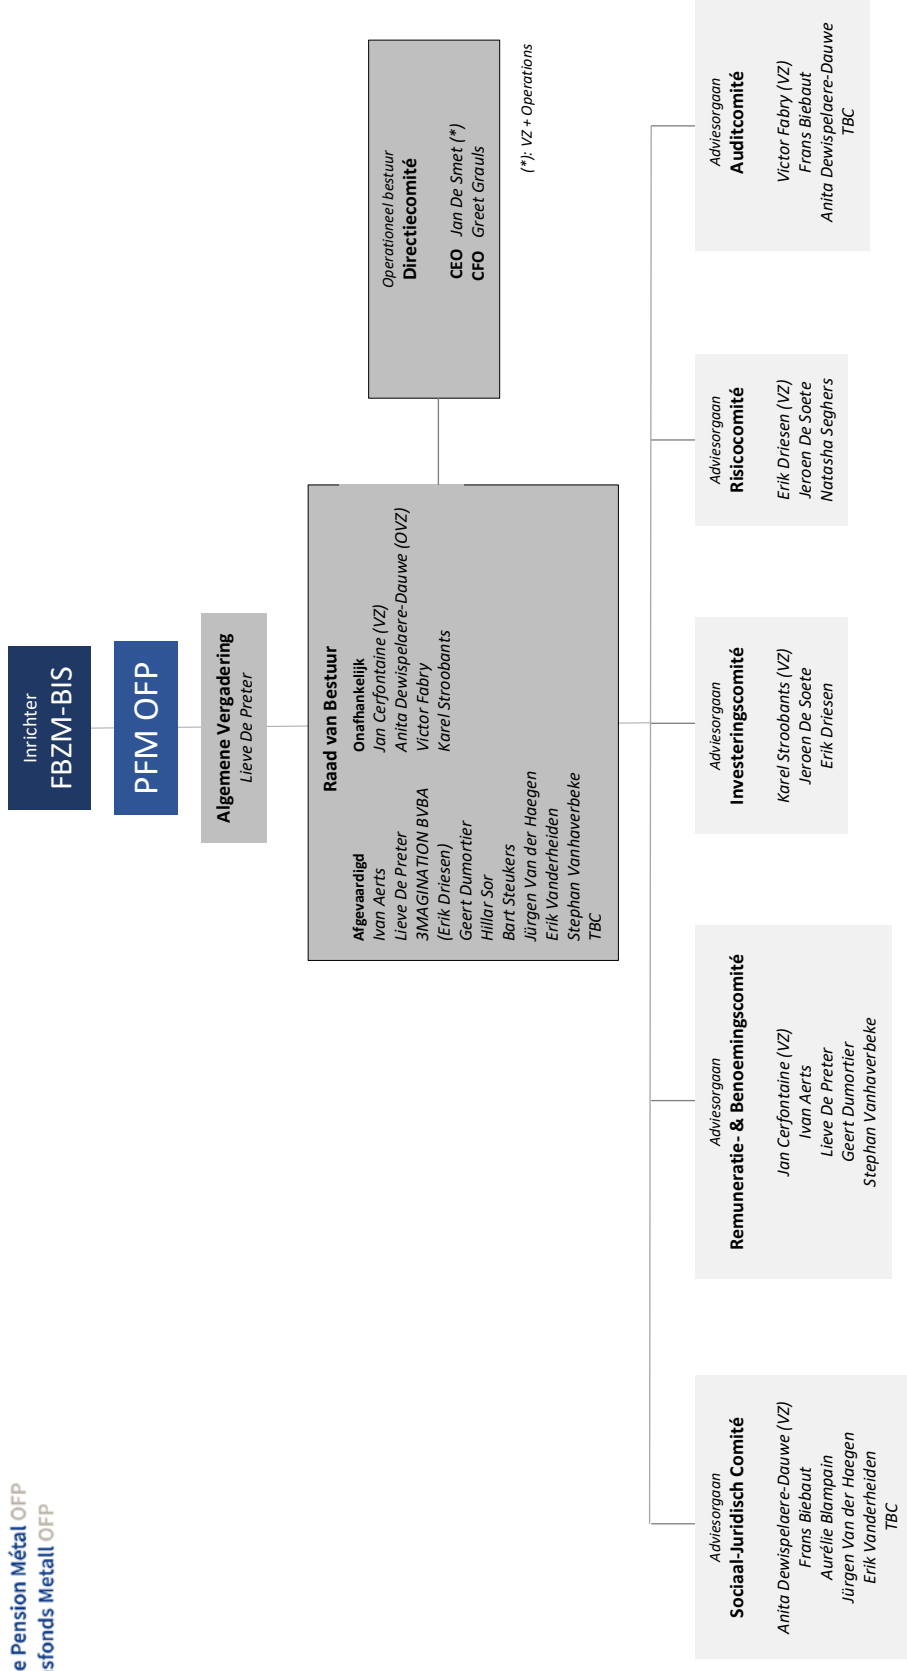 e Pension Métal OFP
sfonds Metall OFP
Inrichter
FBZM-BIS
PFM OFP
Algemene Vergadering
Lieve De Preter
Raad van Bestuur
Afgevaardigd
Ivan Aerts
Lieve De Preter
3MAGINATION BVBA
(Erik Driesen)
Geert Dumortier
Hillar Sor
Bart Steukers
Jürgen Van der Haegen
Erik Vanderheiden
Stephan Vanhaverbeke
TBC
Onafhankelijk
Jan Cerfontaine (VZ)
Anita Dewispelaere-Dauwe (OVZ)
Victor Fabry
Karel Stroobants
Operationeel bestuur
Directiecomité
CEO Jan De Smet (*)
CFO Greet Grauls
(*): VZ + Operations
Adviesorgaan
Sociaal-Juridisch Comité
Anita Dewispelaere-Dauwe (VZ)
Frans Biebaut
Aurélie Blampain
Jürgen Van der Haegen
Erik Vanderheiden
TBC
Adviesorgaan
Remuneratie- & Benoemingscomité
Jan Cerfontaine (VZ)
Ivan Aerts
Lieve De Preter
Geert Dumortier
Stephan Vanhaverbeke
Adviesorgan
Investeringscomité
Karel Stroobants (VZ)
Jeroen De Soete
Erik Driesen
Adviesorgaan
Risicocomité
Erik Driesen (VZ)
Jeroen De Soete
Natasha Seghers
Adviesorgaan
Auditcomité
Victor Fabry (VZ)
Frans Biebaut
Anita Dewispelaere-Dauwe
TBC